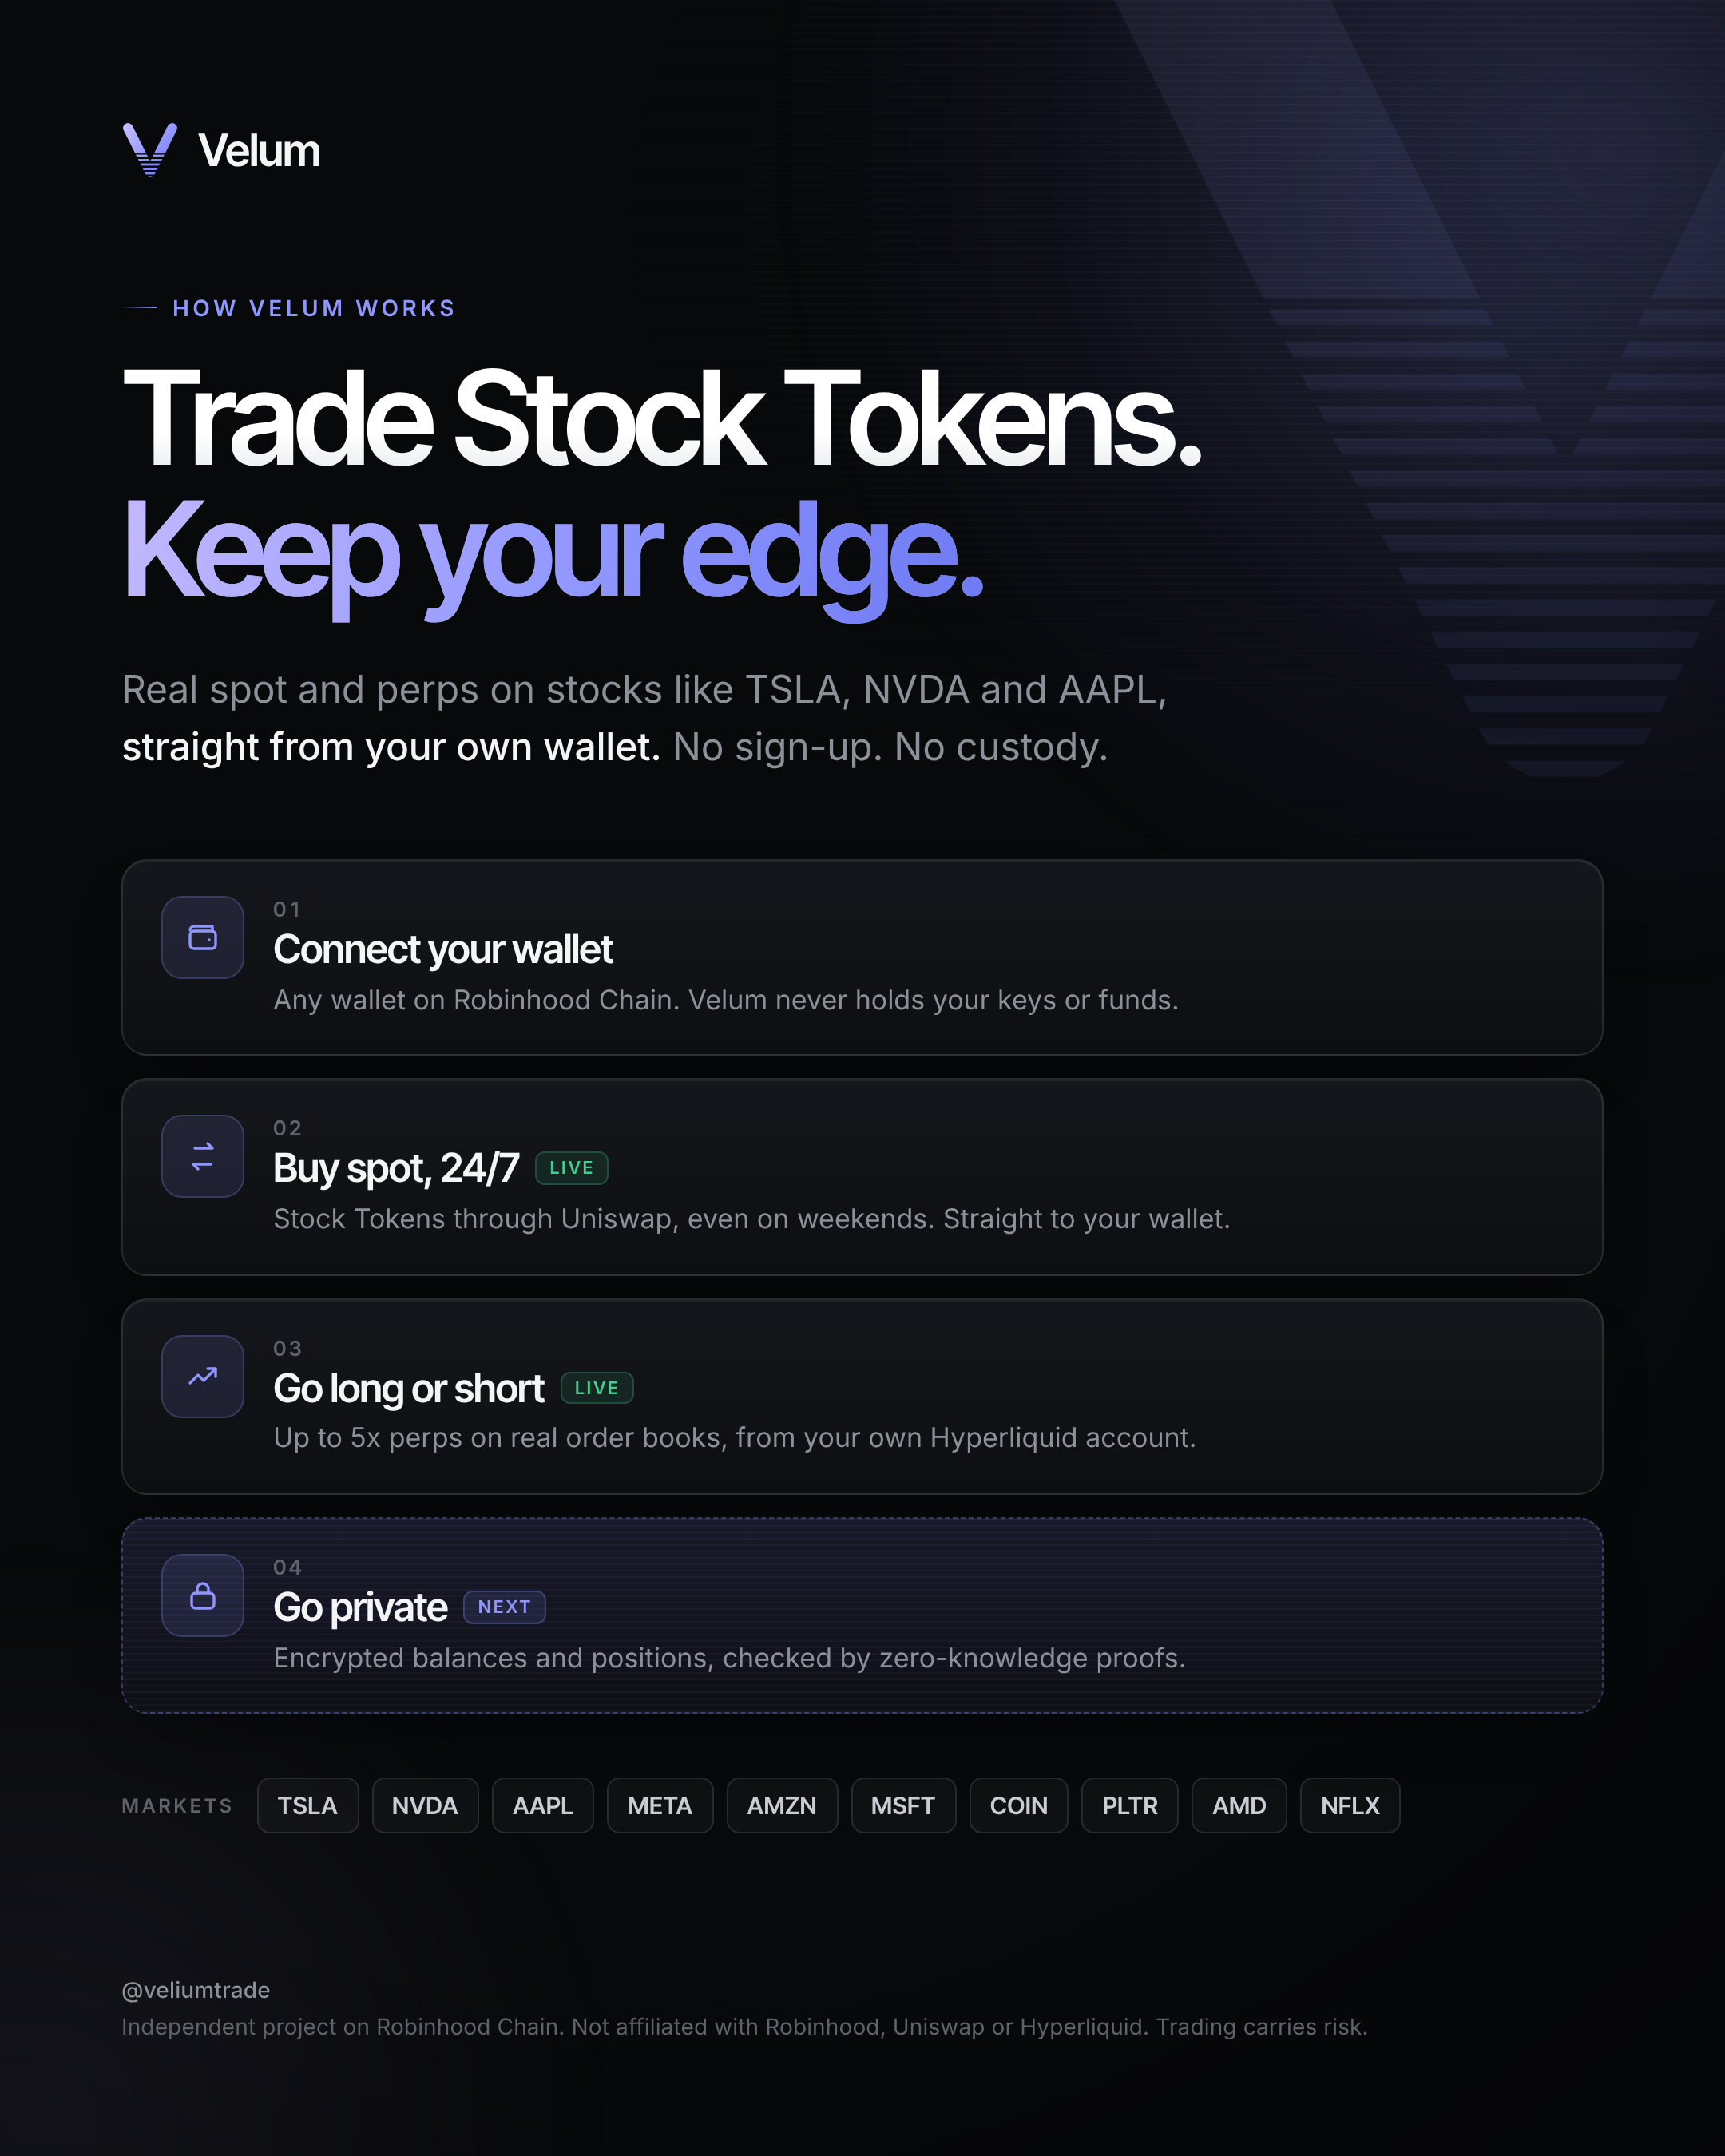 Velum
HOW VELUM WORKS
Trade Stock Tokens.
Keep your edge.
Real spot and perps on stocks like TSLA, NVDA and AAPL,
straight from your own wallet. No sign-up. No custody.
01
Connect your wallet
Any wallet on Robinhood Chain. Velum never holds your keys or funds.
02
Buy spot, 24/7 LIVE
Stock Tokens through Uniswap, even on weekends. Straight to your wallet.
03
Go long or short LIVE
Up to 5x perps on real order books, from your own Hyperliquid account.
04
Go private NEXT
Encrypted balances and positions, checked by zero-knowledge proofs.
MARKETS TSLA NVDA AAPL META AMZN MSFT COIN PLTR AMD NFLX
@veliumtrade
Independent project on Robinhood Chain. Not affiliated with Robinhood, Uniswap or Hyperliquid. Trading carries risk.